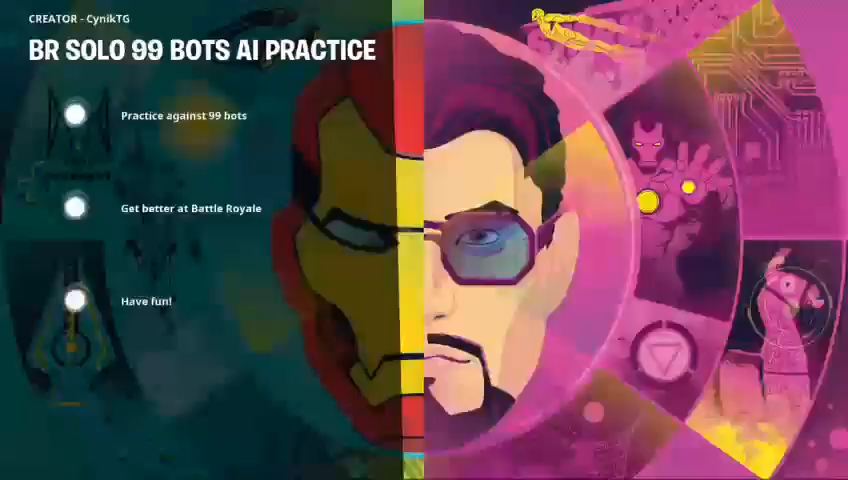 CREATOR - CynikTG
BR SOLO 99 BOTS AI PRACTICE
Practice against 99 bots
Get better at Battle Royale
Have fun!